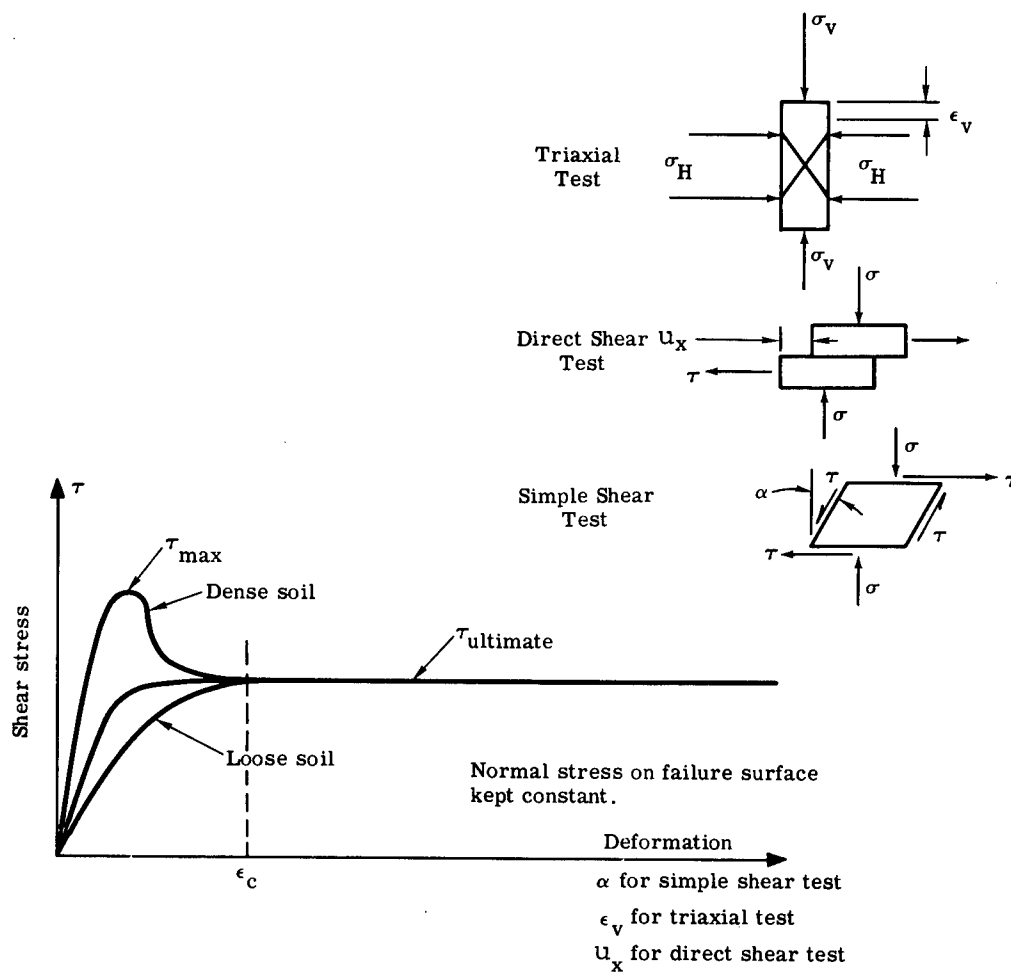 σV
ϵv
Triaxial
Test
σH
σH
σV
σ
Direct Shear ux
Test
τ
σ
σ
τ
Simple Shear
Test
α
τ
τ
τ
σ
τ
τmax
Dense soil
τultimate
Shear stress
Loose soil
Normal stress on failure surface
kept constant.
Deformation
ϵc
α for simple shear test
ϵv for triaxial test
ux for direct shear test